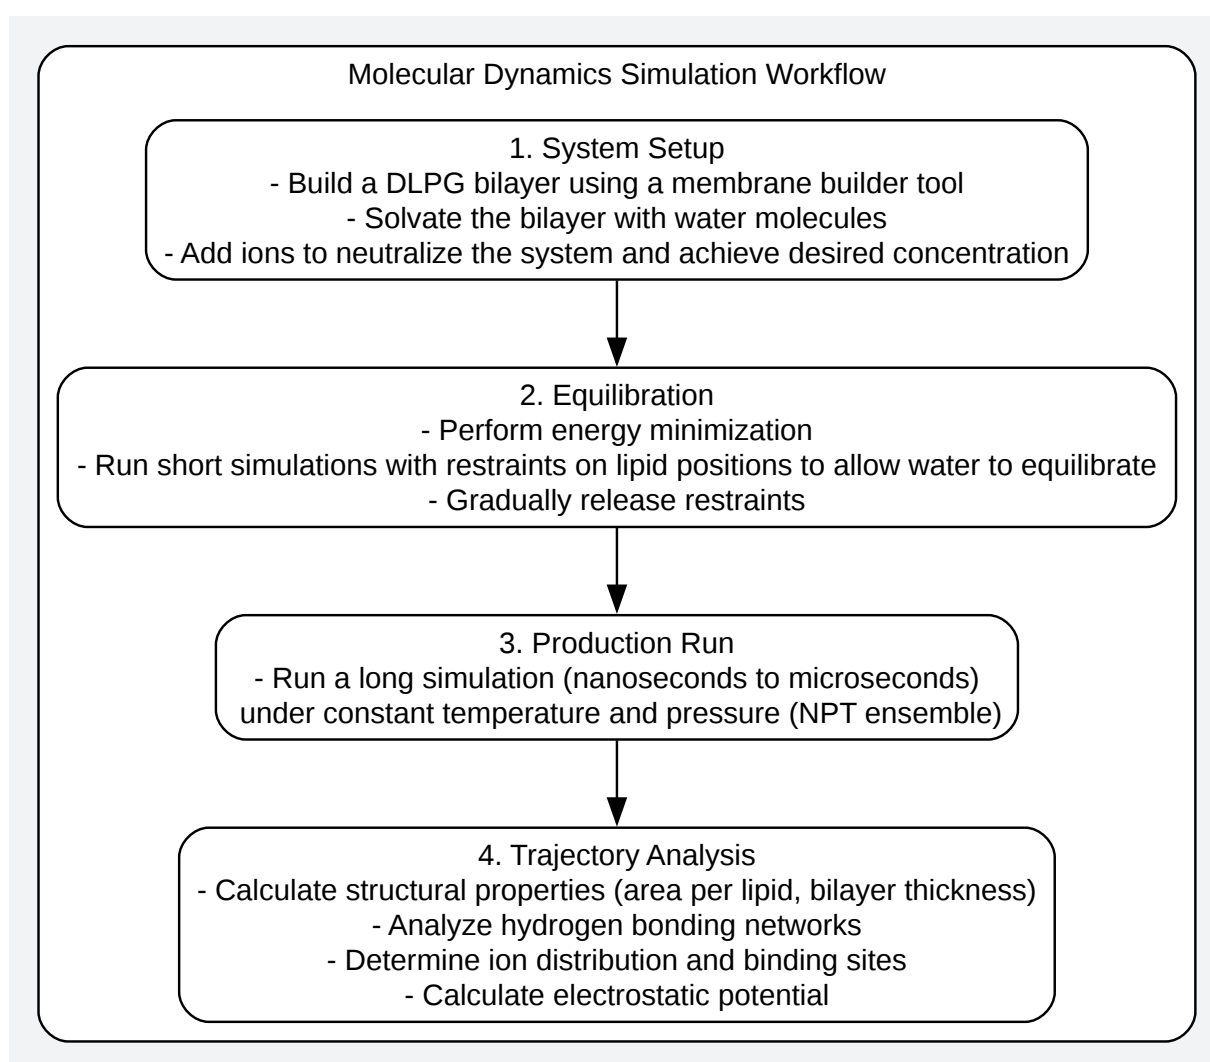 Molecular Dynamics Simulation Workflow
1. System Setup
- Build a DLPG bilayer using a membrane builder tool
- Solvate the bilayer with water molecules
- Add ions to neutralize the system and achieve desired concentration
2. Equilibration
- Perform energy minimization
- Run short simulations with restraints on lipid positions to allow water to equilibrate
- Gradually release restraints
3. Production Run
- Run a long simulation (nanoseconds to microseconds)
under constant temperature and pressure (NPT ensemble)
4. Trajectory Analysis
- Calculate structural properties (area per lipid, bilayer thickness)
- Analyze hydrogen bonding networks
- Determine ion distribution and binding sites
- Calculate electrostatic potential